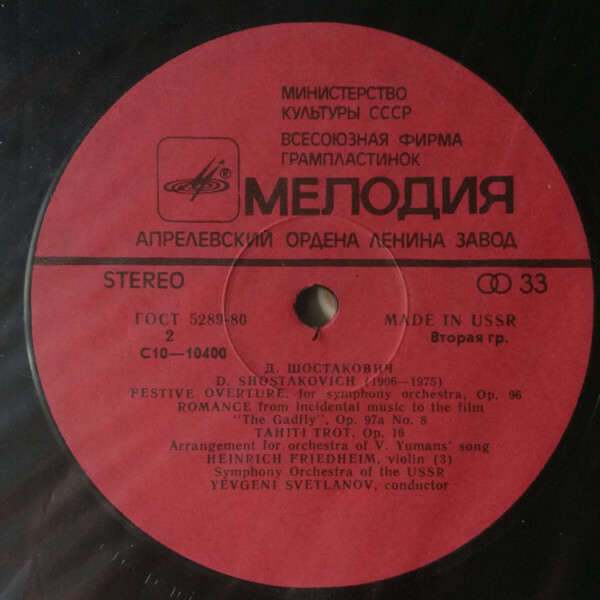 МИНИСТЕРСТВО
КУЛЬТУРЫ СССР
ВСЕСОЮЗНАЯ ФИРМА
ГРАМПЛАСТИНОК
®
МЕЛОДИЯ
АПРЕЛЕВСКИЙ ОРДЕНА ЛЕНИНА ЗАВОД
STEREO 33
ГОСТ 5289-80 MADE IN USSR
2 Вторая гр.
С10—10400
Д. ШОСТАКОВИЧ
D. SHOSTAKOVICH (1906—1975)
FESTIVE OVERTURE, for symphony orchestra, Op. 96
ROMANCE from incidental music to the film
"The Gadfly", Op. 97a No. 8
TAHITI TROT, Op. 16
Arrangement for orchestra of V. Yumans' song
HEINRICH FRIEDHEIM, violin (3)
Symphony Orchestra of the USSR
YEVGENI SVETLANOV, conductor